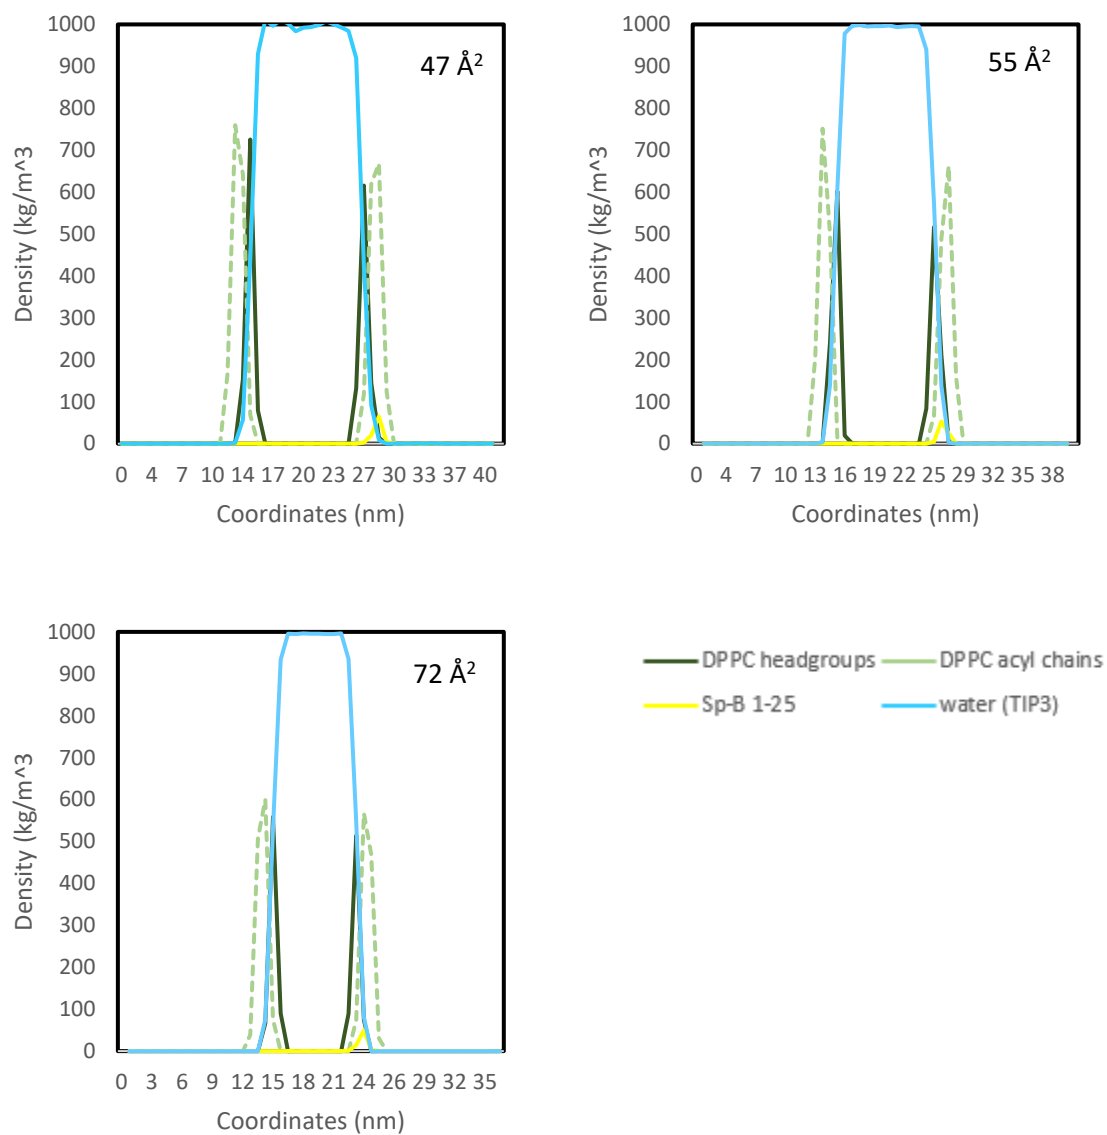 1000
900
800
700
600
500
400
300
200
100
0
Density (kg/m^3
47 Å²
0 4 7 10 14 17 20 23 27 30 33 37 40
Coordinates (nm)
1000
900
800
700
600
500
400
300
200
100
0
Density (kg/m^3
55 Å²
0 4 7 10 13 16 19 22 25 29 32 35 38
Coordinates (nm)
1000
900
800
700
600
500
400
300
200
100
0
Density (kg/m^3
72 Å²
0 3 6 9 12 15 18 21 24 26 29 32 35
Coordinates (nm)
DPPC headgroups DPPC acyl chains
Sp-B 1-25 water (TIP3)